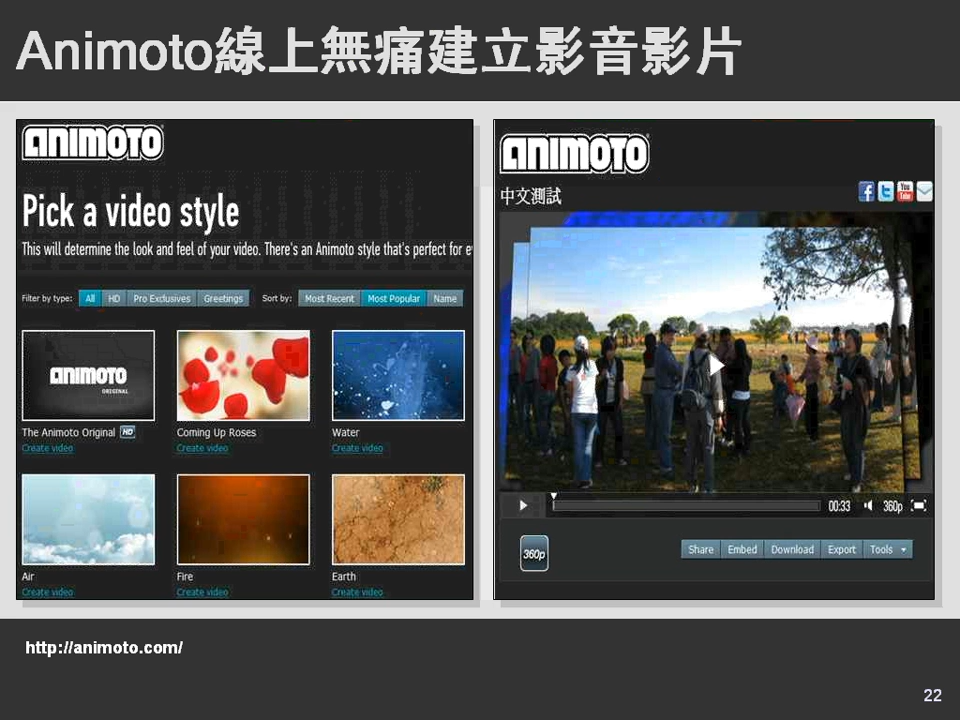 Animoto線上無痛建立影音影片
ANIMOTO
Pick a video style
This will determine the look and feel of your video. There's an Animoto style that's perfect for e
Filter by type: All HD Pro Exclusives Greetings Sort by: Most Recent Most Popular Name
ANIMOTO
ORIGINAL
The Animoto Original HD
Coming Up Roses
Water
Create video
Create video
Create video
Air
Fire
Earth
Create video
Create video
Create video
ANIMOTO
中文測試
f t You Tube
00:33 360p
360p
Share Embed Download Export Tools
http://animoto.com/
22